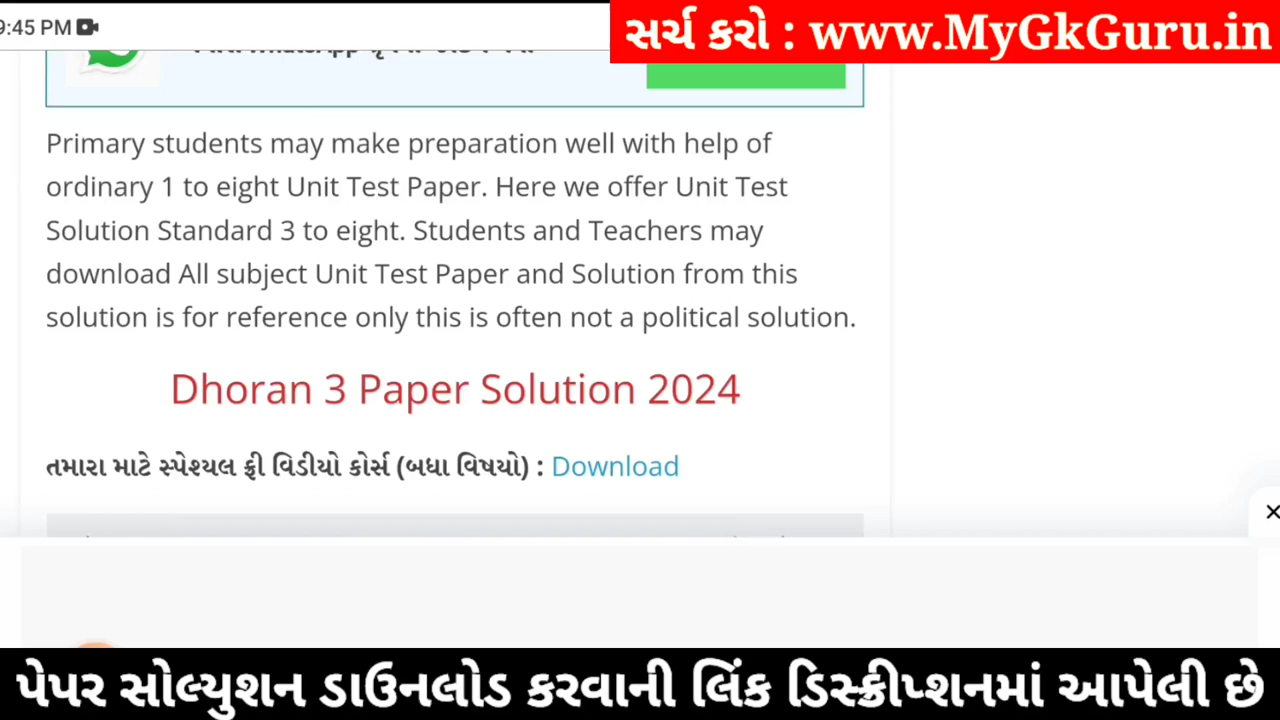 9:45 PM
સર્ચ કરો : www.MyGkGuru.in
WhatsApp
Primary students may make preparation well with help of
ordinary 1 to eight Unit Test Paper. Here we offer Unit Test
Solution Standard 3 to eight. Students and Teachers may
download All subject Unit Test Paper and Solution from this
solution is for reference only this is often not a political solution.
Dhoran 3 Paper Solution 2024
તમારા માટે સ્પેશ્યલ ફ્રી વિડીયો કોર્સ (બધા વિષયો) : Download
×
પેપર સોલ્યુશન ડાઉનલોડ કરવાની લિંક ડિસ્ક્રીપ્શનમાં આપેલી છે